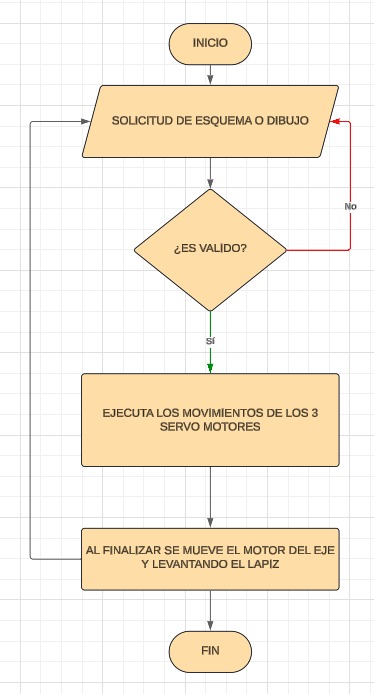 INICIO
SOLICITUD DE ESQUEMA O DIBUJO
No
¿ES VALIDO?
Sí
EJECUTA LOS MOVIMIENTOS DE LOS 3
SERVO MOTORES
AL FINALIZAR SE MUEVE EL MOTOR DEL EJE
Y LEVANTANDO EL LAPIZ
FIN